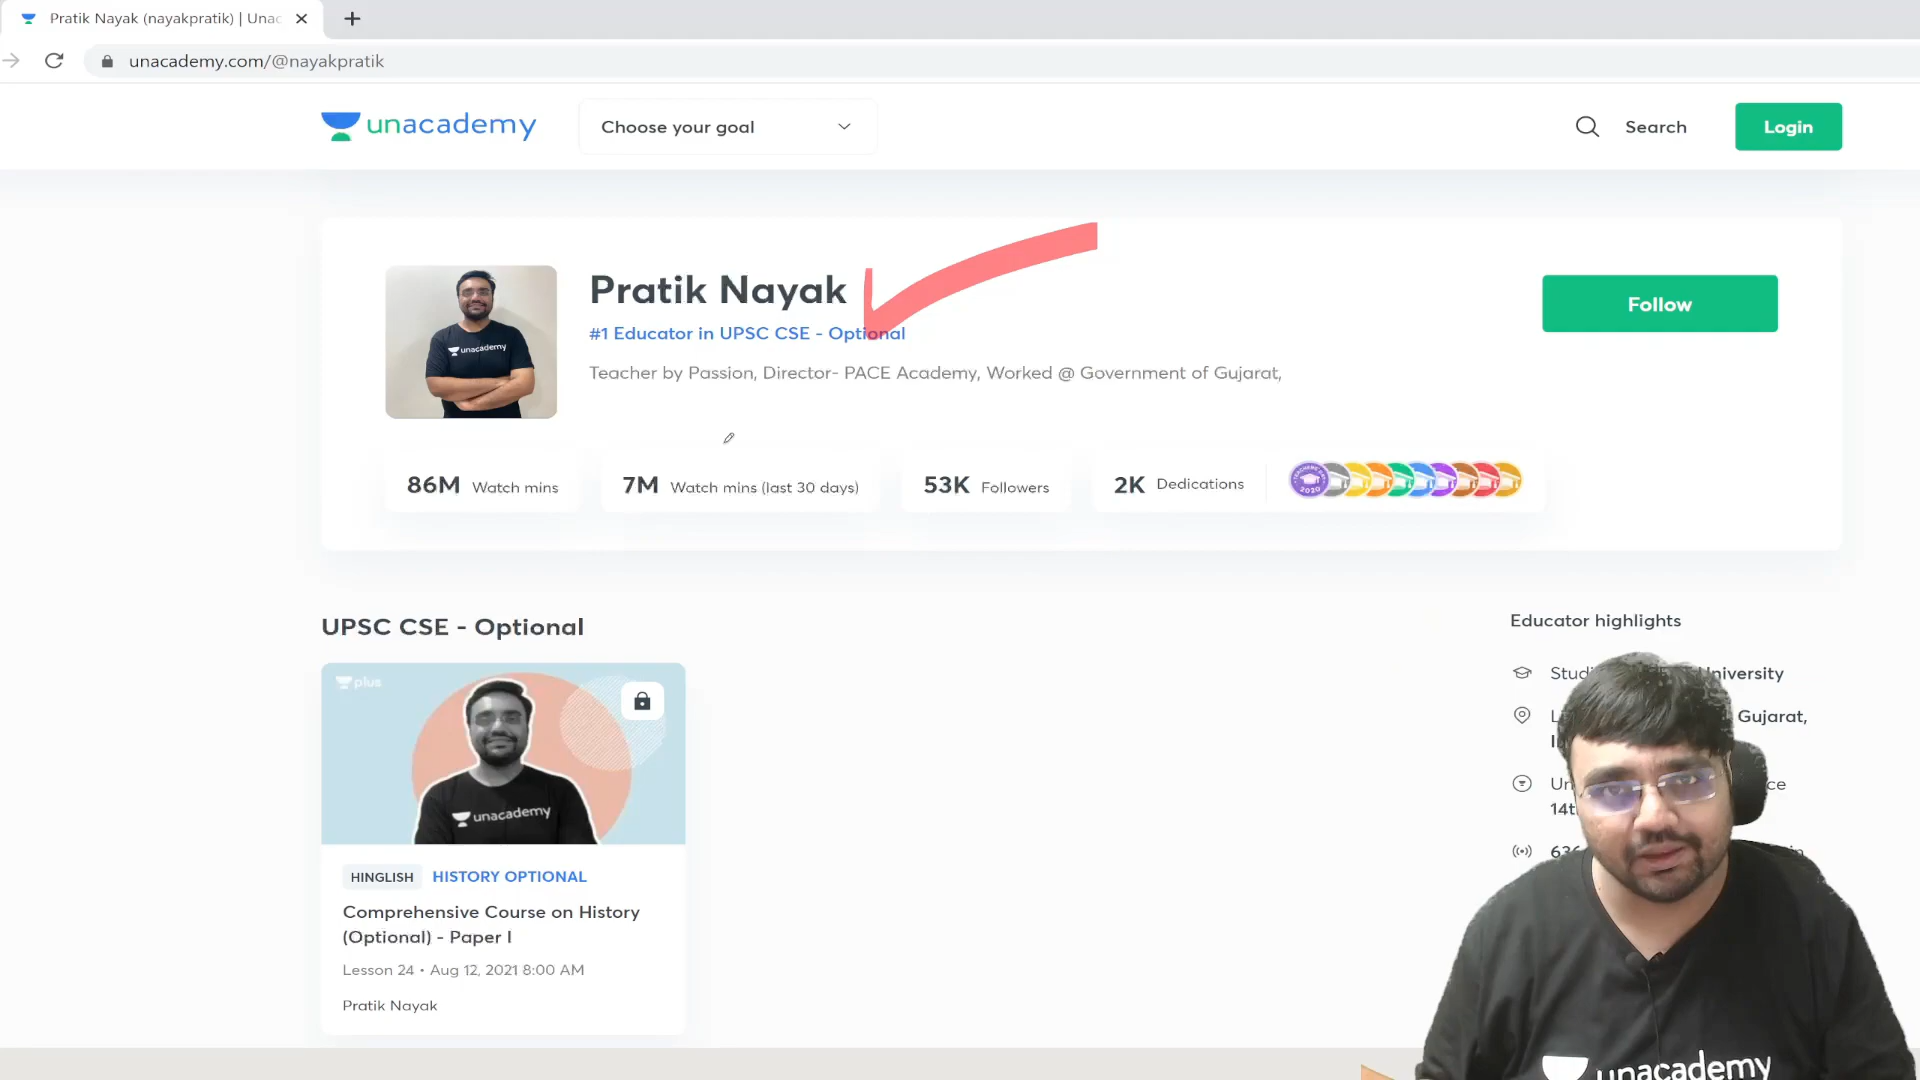 Pratik Nayak (nayakpratik) | Unac
unacademy.com/@nayakpratik
unacademy
Choose your goal
Search
Login
Pratik Nayak
#1 Educator in UPSC CSE - Optional
Teacher by Passion, Director- PACE Academy, Worked @ Government of Gujarat,
Follow
unacademy
86M Watch mins
7M Watch mins (last 30 days)
53K Followers
2K Dedications
2020
UPSC CSE - Optional
Educator highlights
plus
unacademy
HINGLISH HISTORY OPTIONAL
Comprehensive Course on History
(Optional) - Paper I
Lesson 24 • Aug 12, 2021 8:00 AM
Pratik Nayak
Gujarat,
unacademy